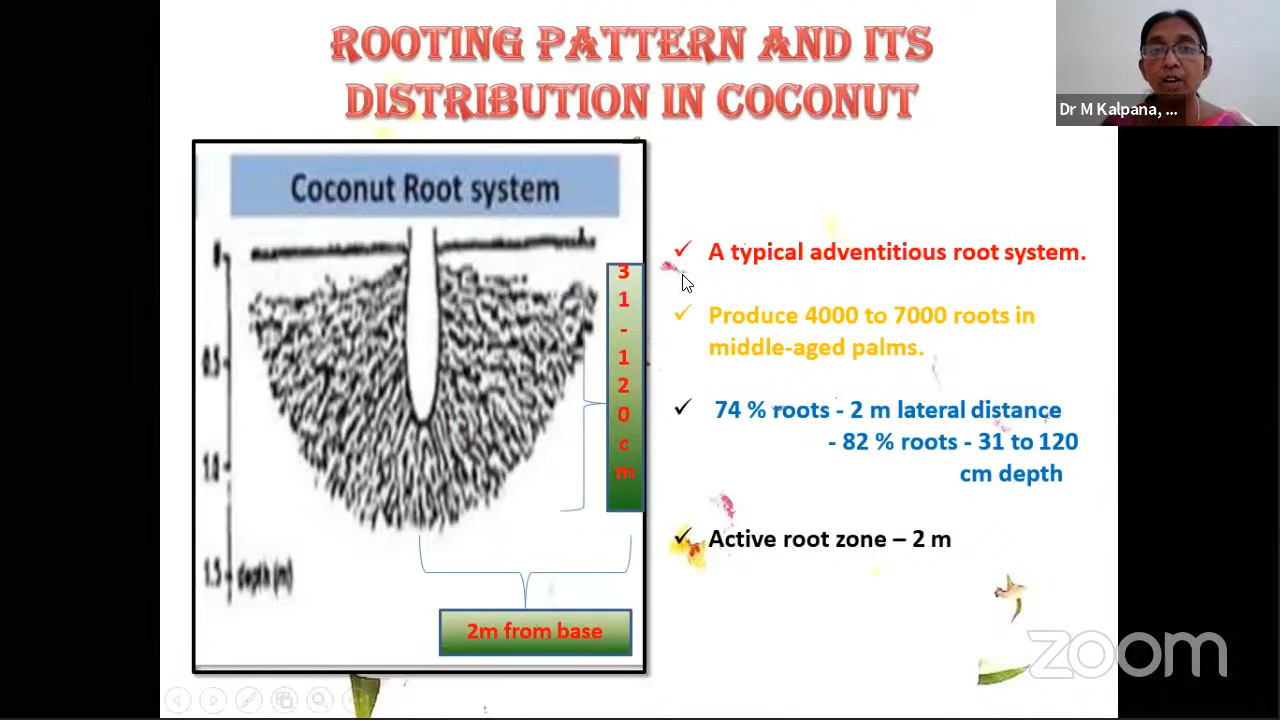 ROOTING PATTERN AND ITS
DISTRIBUTION IN COCONUT
Dr M Kalpana, ...
Coconut Root system
0
0.5
1.0
1.5 depth (m)
31-120cm
2m from base
A typical adventitious root system.
Produce 4000 to 7000 roots in
middle-aged palms.
74 % roots - 2 m lateral distance
- 82 % roots - 31 to 120
cm depth
Active root zone – 2 m
zoom